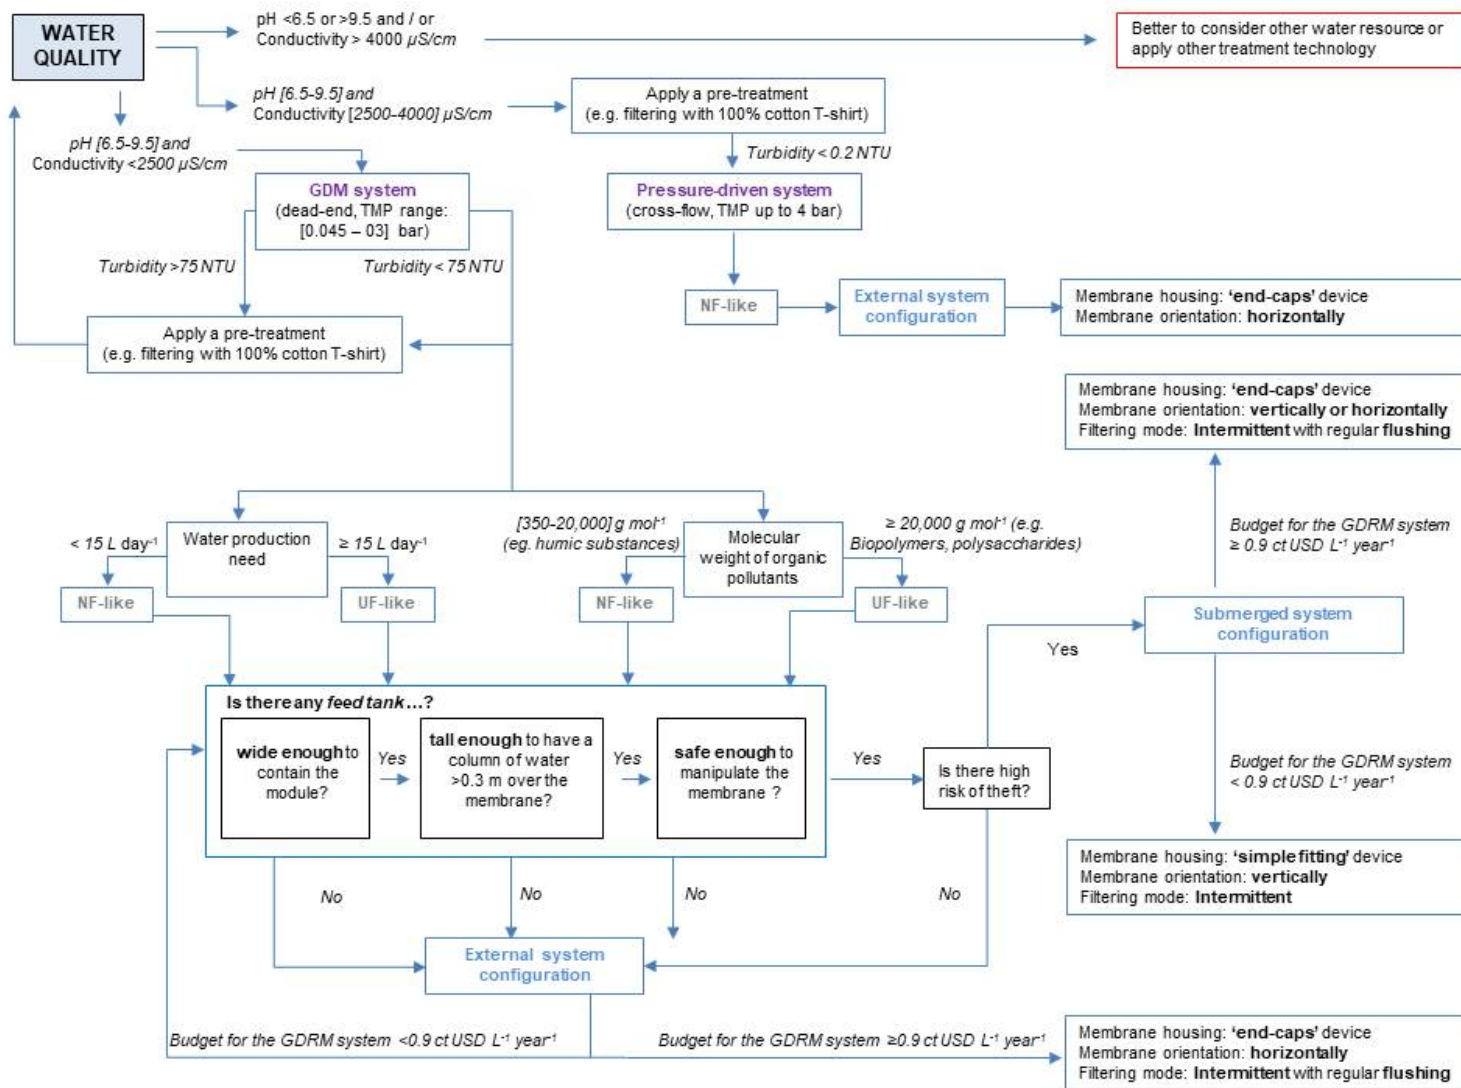 WATER
QUALITY
pH <6.5 or >9.5 and / or
Conductivity > 4000 µS/cm
Better to consider other water resource or
apply other treatment technology
pH [6.5-9.5] and
Conductivity [2500-4000] µS/cm
Apply a pre-treatment
(e.g. filtering with 100% cotton T-shirt)
pH [6.5-9.5] and
Conductivity <2500 µS/cm
Turbidity < 0.2 NTU
GDM system
(dead-end, TMP range:
[0.045 – 03] bar)
Pressure-driven system
(cross-flow, TMP up to 4 bar)
Turbidity >75 NTU
Turbidity < 75 NTU
NF-like
External system
configuration
Membrane housing: ‘end-caps’ device
Membrane orientation: horizontally
Apply a pre-treatment
(e.g. filtering with 100% cotton T-shirt)
Membrane housing: ‘end-caps’ device
Membrane orientation: vertically or horizontally
Filtering mode: Intermittent with regular flushing
< 15 L day⁻¹
Water production
need
≥ 15 L day⁻¹
[350-20,000] g mol⁻¹
(eg. humic substances)
Molecular
weight of organic
pollutants
≥ 20,000 g mol⁻¹ (e.g.
Biopolymers, polysaccharides)
Budget for the GDRM system
≥ 0.9 ct USD L⁻¹ year⁻¹
NF-like
UF-like
NF-like
UF-like
Submerged system
configuration
Yes
Is there any feed tank…?
wide enough to
contain the
module?
Yes
tall enough to have a
column of water
>0.3 m over the
membrane?
Yes
safe enough to
manipulate the
membrane ?
Yes
Is there high
risk of theft?
Budget for the GDRM system
< 0.9 ct USD L⁻¹ year⁻¹
No
No
No
No
Membrane housing: ‘simple fitting’ device
Membrane orientation: vertically
Filtering mode: Intermittent
External system
configuration
Budget for the GDRM system <0.9 ct USD L⁻¹ year⁻¹
Budget for the GDRM system ≥0.9 ct USD L⁻¹ year⁻¹
Membrane housing: ‘end-caps’ device
Membrane orientation: horizontally
Filtering mode: Intermittent with regular flushing